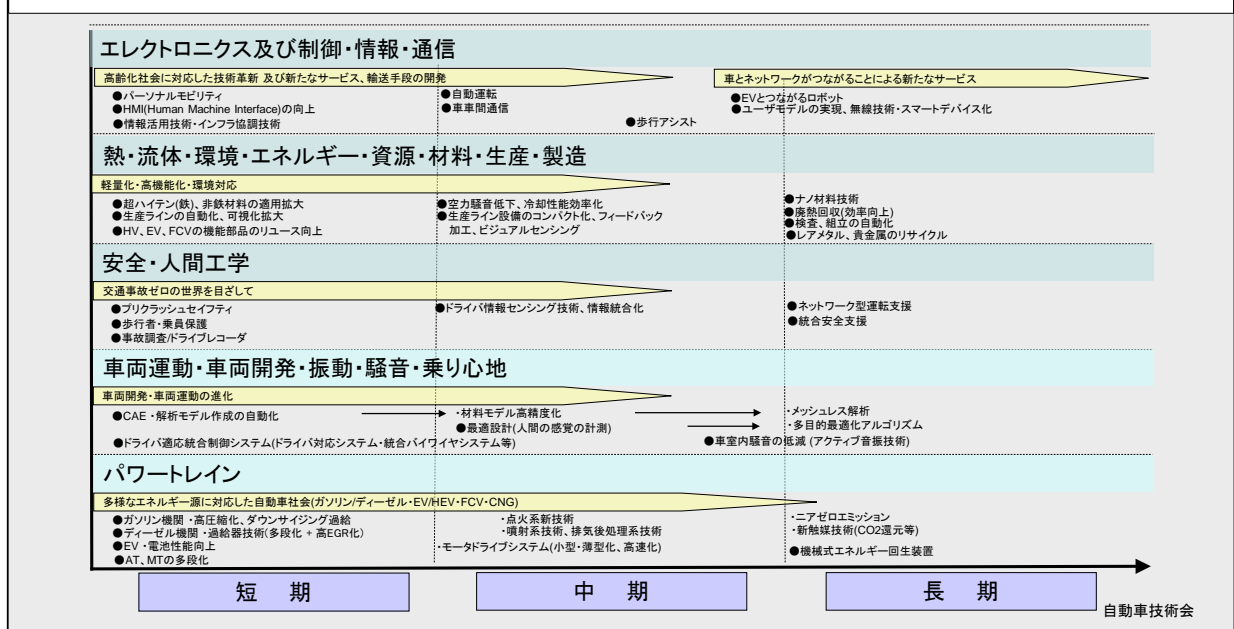 エレクトロニクス及び制御・情報・通信
高齢化社会に対応した技術革新 及び新たなサービス、輸送手段の開発
車とネットワークがつながることによる新たなサービス
●パーソナルモビリティ
●HMI(Human Machine Interface)の向上
●情報活用技術・インフラ協調技術
●自動運転
●車車間通信
●歩行アシスト
●EVとつながるロボット
●ユーザモデルの実現、無線技術・スマートデバイス化
熱・流体・環境・エネルギー・資源・材料・生産・製造
軽量化・高機能化・環境対応
●超ハイテン(鉄)、非鉄材料の適用拡大
●生産ラインの自動化、可視化拡大
●HV、EV、FCVの機能部品のリユース向上
●空力騒音低下、冷却性能効率化
●生産ライン設備のコンパクト化、フィードバック
加工、ビジュアルセンシング
●ナノ材料技術
●廃熱回収(効率向上)
●検査、組立の自動化
●レアメタル、貴金属のリサイクル
安全・人間工学
交通事故ゼロの世界を目ざして
●プリクラッシュセイフティ
●歩行者・乗員保護
●事故調査/ドライブレコーダ
●ドライバ情報センシング技術、情報統合化
●ネットワーク型運転支援
●統合安全支援
車両運動・車両開発・振動・騒音・乗り心地
車両開発・車両運動の進化
●CAE・解析モデル作成の自動化
・材料モデル高精度化
・メッシュレス解析
●最適設計(人間の感覚の計測)
・多目的最適化アルゴリズム
●ドライバ適応統合制御システム(ドライバ対応システム・統合バイワイヤシステム等)
●車室内騒音の低減 (アクティブ音振技術)
パワートレイン
多様なエネルギー源に対応した自動車社会(ガソリン/ディーゼル・EV/HEV・FCV・CNG)
●ガソリン機関 ・高圧縮化、ダウンサイジング過給
●ディーゼル機関 ・過給器技術(多段化 + 高EGR化)
●EV ・電池性能向上
●AT、MTの多段化
・点火系新技術
・噴射系技術、排気後処理系技術
・モータドライブシステム(小型・薄型化、高速化)
・ニアゼロエミッション
・新触媒技術(CO2還元等)
●機械式エネルギー回生装置
短 期
中 期
長 期
自動車技術会